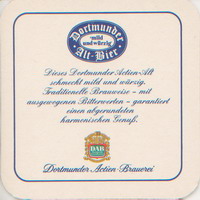 Dortmunder
mild
und würzig
Alt-Bier
Dieses Dortmunder Actien-Alt
schmeckt mild und würzig.
Traditionelle Brauweise - mit
ausgewogenen Bitterwerten - garantiert
einen abgerundeten
harmonischen Genuß.
DAB
Dortmunder Actien-Brauerei